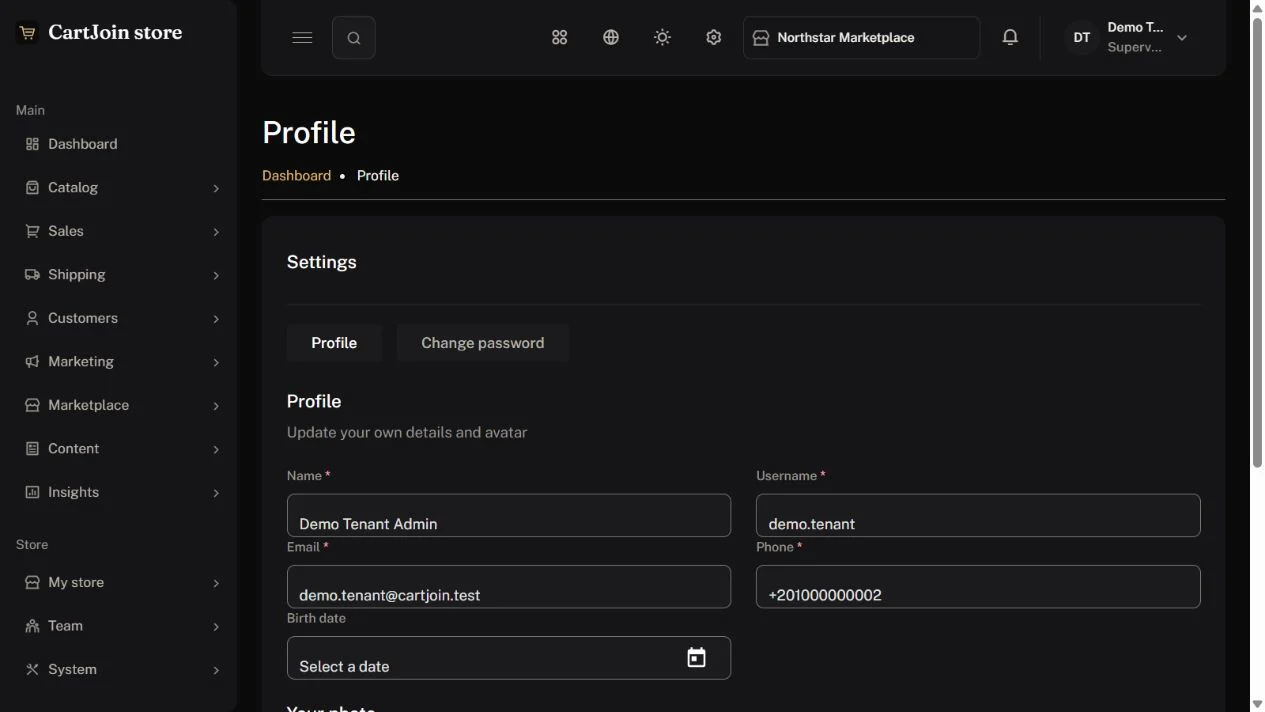 CartJoin store
Northstar Marketplace
DT
Demo T...
Superv...
Main
Dashboard
Catalog
Sales
Shipping
Customers
Marketing
Marketplace
Content
Insights
Store
My store
Team
System
Profile
Dashboard • Profile
Settings
Profile
Change password
Profile
Update your own details and avatar
Name *
Username *
Demo Tenant Admin
demo.tenant
Email *
Phone *
demo.tenant@cartjoin.test
+201000000002
Birth date
Select a date
Your photo